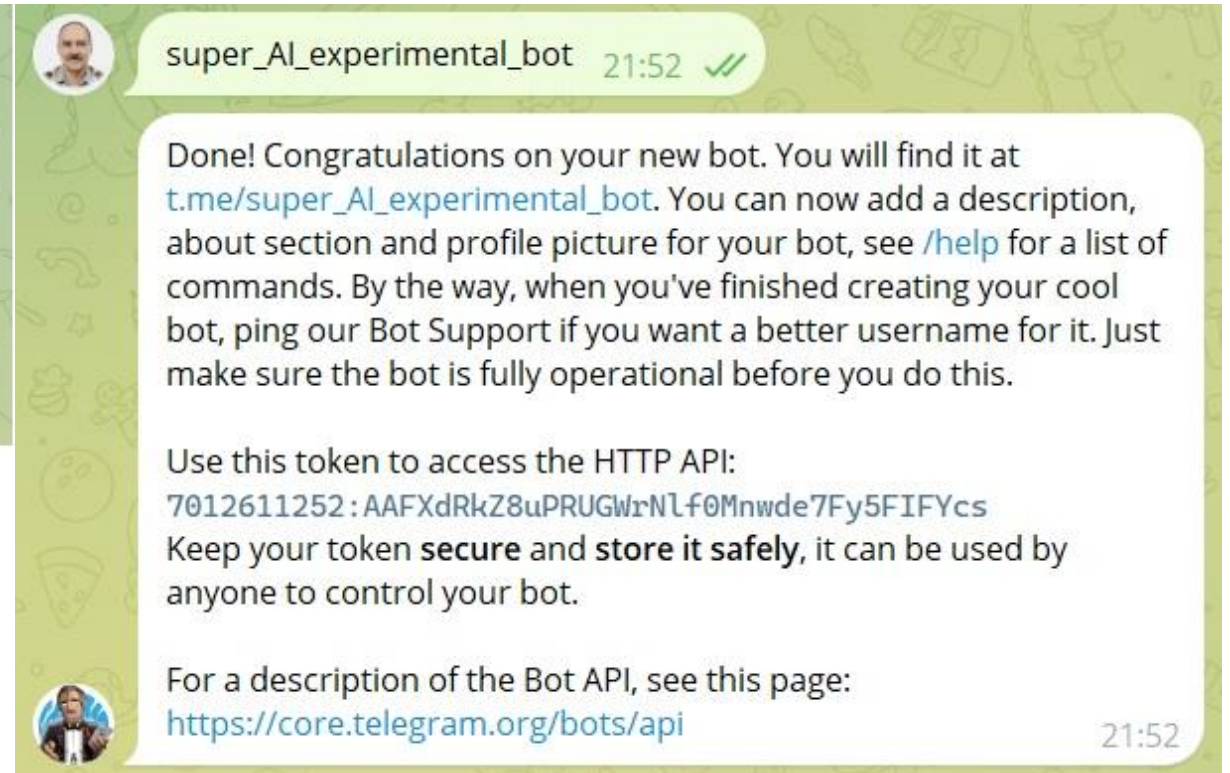 super_AI_experimental_bot 21:52
Done! Congratulations on your new bot. You will find it at
t.me/super_AI_experimental_bot. You can now add a description,
about section and profile picture for your bot, see /help for a list of
commands. By the way, when you've finished creating your cool
bot, ping our Bot Support if you want a better username for it. Just
make sure the bot is fully operational before you do this.
Use this token to access the HTTP API:
7012611252:AAFXdRkZ8uPRUGWrNlf0Mnwde7Fy5FIFYcs
Keep your token secure and store it safely, it can be used by
anyone to control your bot.
For a description of the Bot API, see this page:
https://core.telegram.org/bots/api
21:52